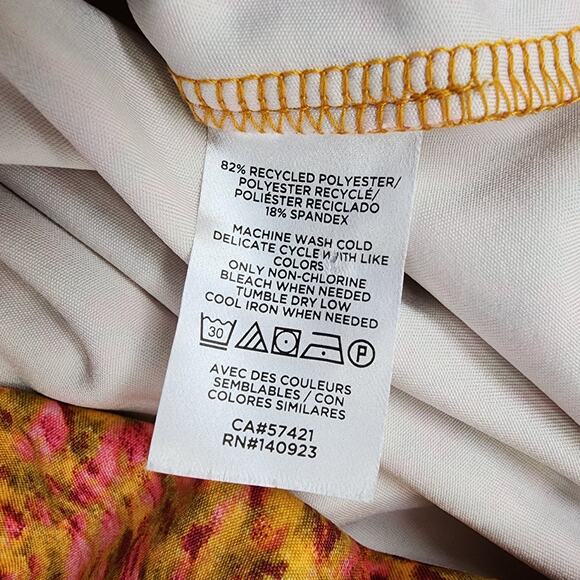 82% RECYCLED POLYESTER/
POLYESTER RECYCLÉ/
POLIÉSTER RECICLADO
18% SPANDEX
MACHINE WASH COLD
DELICATE CYCLE WITH LIKE
COLORS
ONLY NON-CHLORINE
BLEACH WHEN NEEDED
TUMBLE DRY LOW
COOL IRON WHEN NEEDED
30 P
AVEC DES COULEURS
SEMBLABLES / CON
COLORES SIMILARES
CA#57421
RN#140923